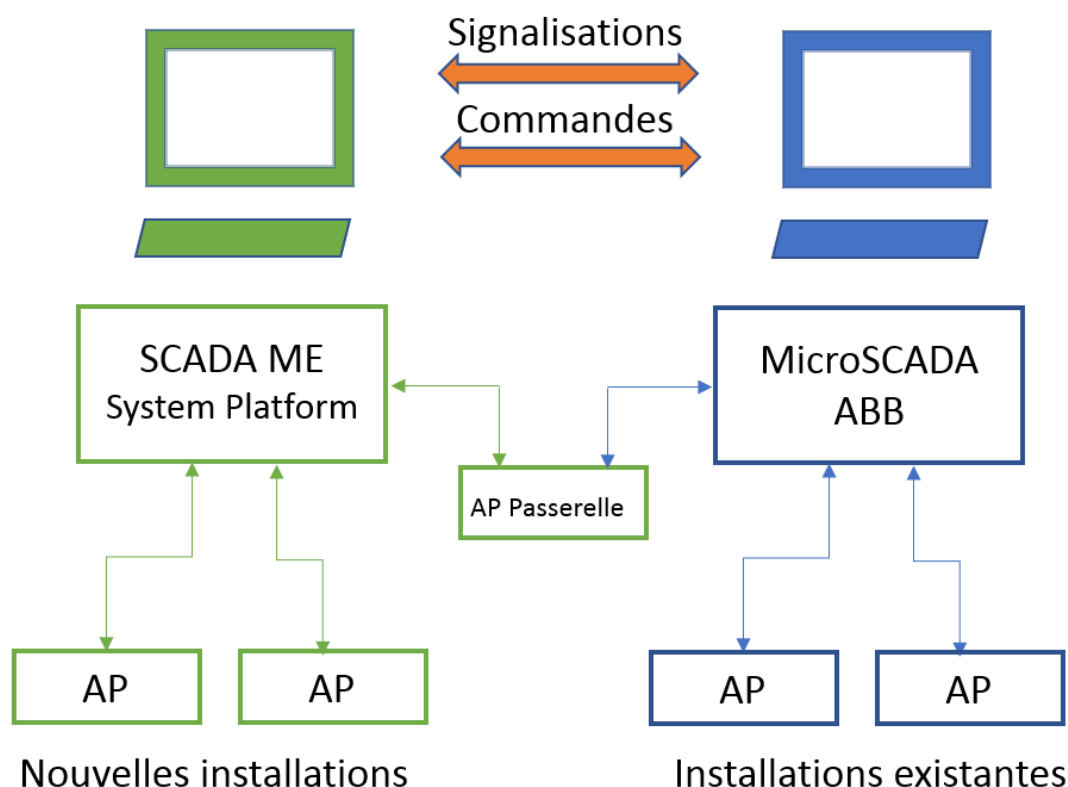 Signalisations
Commandes
SCADA ME
System Platform
MicroSCADA
ABB
AP Passerelle
AP
AP
AP
AP
Nouvelles installations
Installations existantes